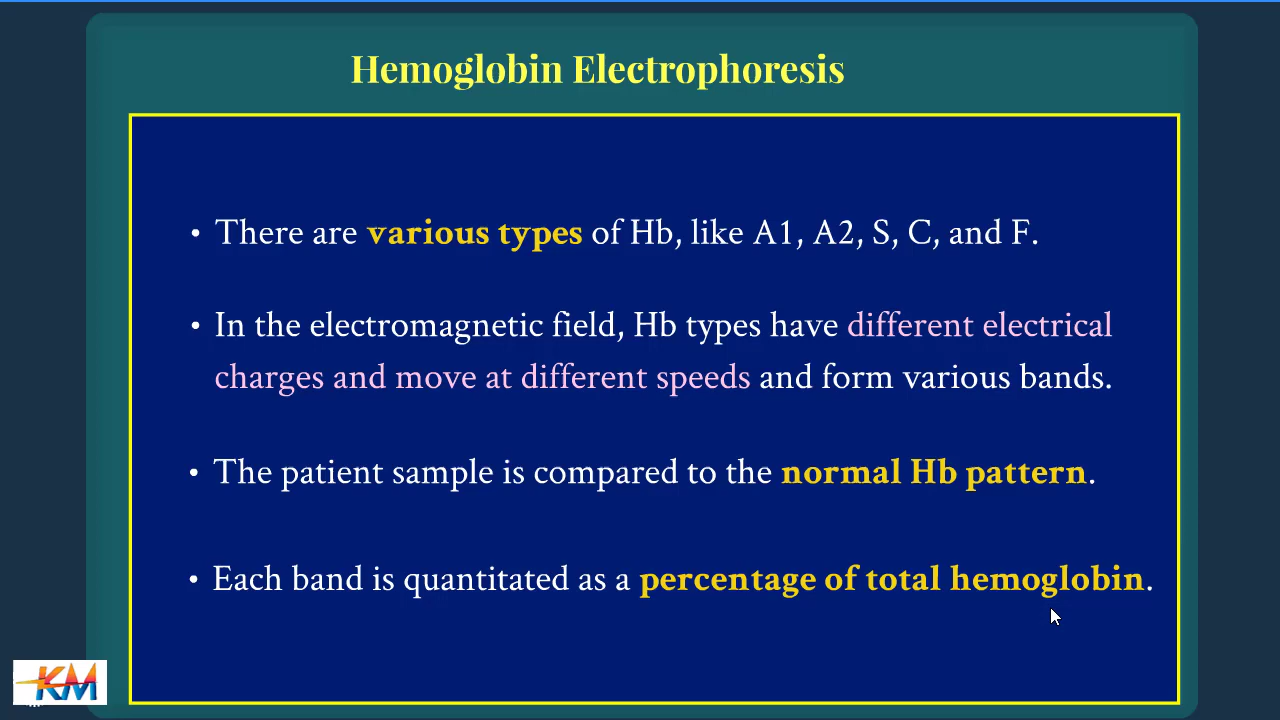 Hemoglobin Electrophoresis
• There are various types of Hb, like A1, A2, S, C, and F.
• In the electromagnetic field, Hb types have different electrical
charges and move at different speeds and form various bands.
• The patient sample is compared to the normal Hb pattern.
• Each band is quantitated as a percentage of total hemoglobin.
KM